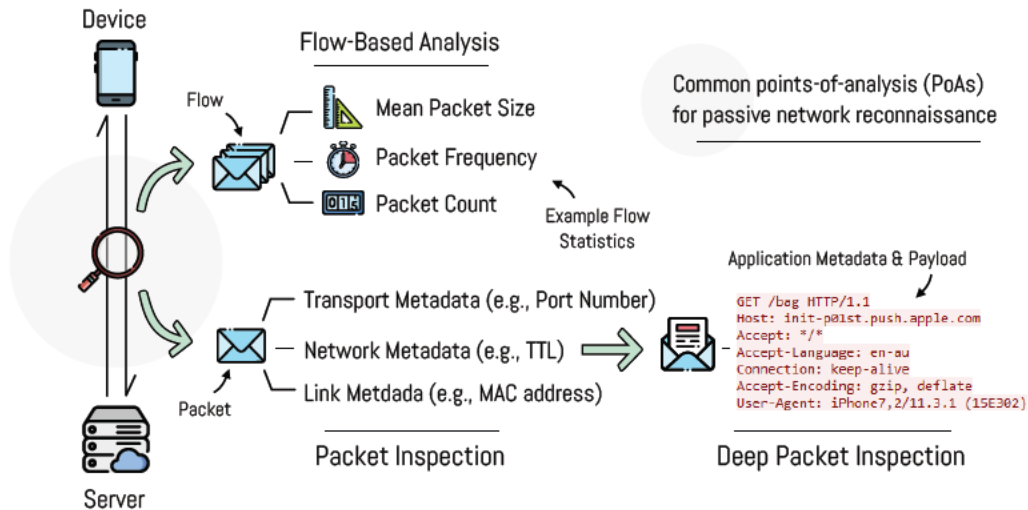 Device
Flow-Based Analysis
Flow
Mean Packet Size
Packet Frequency
Packet Count
015
Example Flow
Statistics
Common points-of-analysis (PoAs)
for passive network reconnaissance
Transport Metadata (e.g., Port Number)
Network Metadata (e.g., TTL)
Link Metdada (e.g., MAC address)
Packet
Packet Inspection
Application Metadata & Payload
GET /bag HTTP/1.1
Host: init-p01st.push.apple.com
Accept: */*
Accept-Language: en-au
Connection: keep-alive
Accept-Encoding: gzip, deflate
User-Agent: iPhone7,2/11.3.1 (15E302)
Deep Packet Inspection
Server